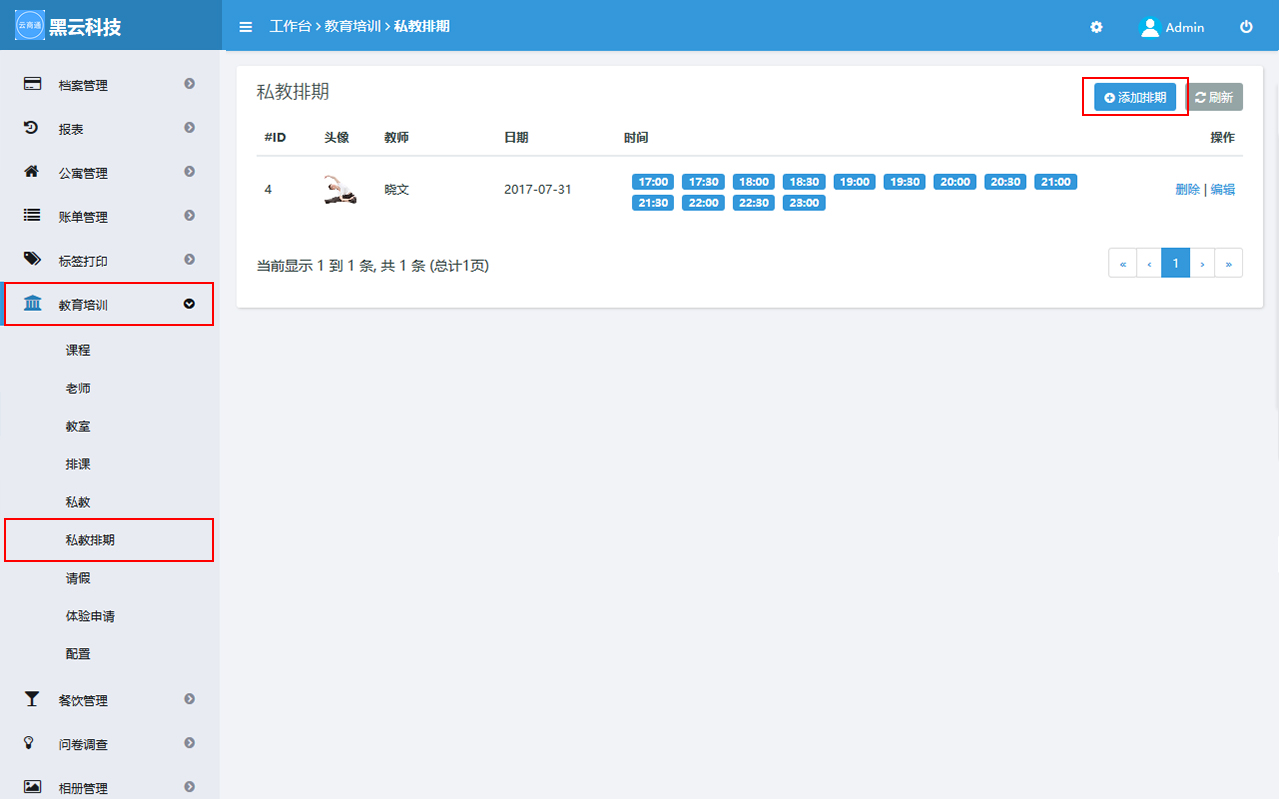 云商通 黑云科技
工作台 › 教育培训 › 私教排期
Admin
档案管理
报表
公寓管理
账单管理
标签打印
教育培训
课程
老师
教室
排课
私教
私教排期
请假
体验申请
配置
餐饮管理
问卷调查
相册管理
私教排期
添加排期 刷新
#ID 头像 教师 日期 时间 操作
4 晓文 2017-07-31 17:00 17:30 18:00 18:30 19:00 19:30 20:00 20:30 21:00 删除 | 编辑
21:30 22:00 22:30 23:00
当前显示 1 到 1 条, 共 1 条 (总计1页) « ‹ 1 › »